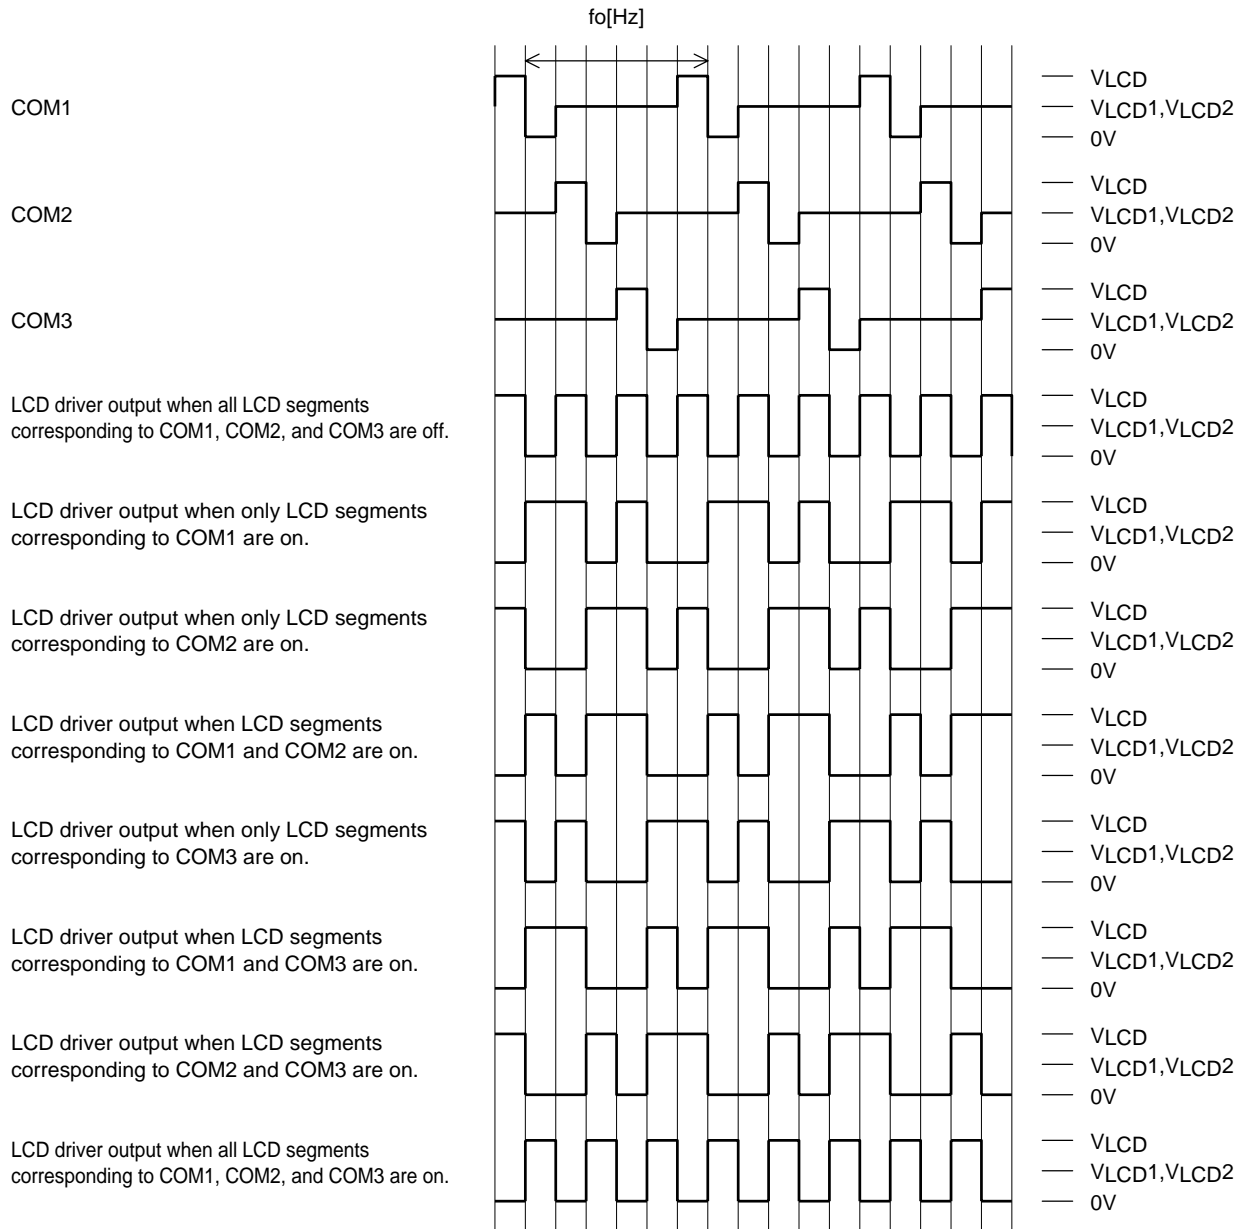 fo[Hz]
COM1
VLCD
VLCD1,VLCD2
0V
COM2
VLCD
VLCD1,VLCD2
0V
COM3
VLCD
VLCD1,VLCD2
0V
LCD driver output when all LCD segments
corresponding to COM1, COM2, and COM3 are off.
VLCD
VLCD1,VLCD2
0V
LCD driver output when only LCD segments
corresponding to COM1 are on.
VLCD
VLCD1,VLCD2
0V
LCD driver output when only LCD segments
corresponding to COM2 are on.
VLCD
VLCD1,VLCD2
0V
LCD driver output when LCD segments
corresponding to COM1 and COM2 are on.
VLCD
VLCD1,VLCD2
0V
LCD driver output when only LCD segments
corresponding to COM3 are on.
VLCD
VLCD1,VLCD2
0V
LCD driver output when LCD segments
corresponding to COM1 and COM3 are on.
VLCD
VLCD1,VLCD2
0V
LCD driver output when LCD segments
corresponding to COM2 and COM3 are on.
VLCD
VLCD1,VLCD2
0V
LCD driver output when all LCD segments
corresponding to COM1, COM2, and COM3 are on.
VLCD
VLCD1,VLCD2
0V